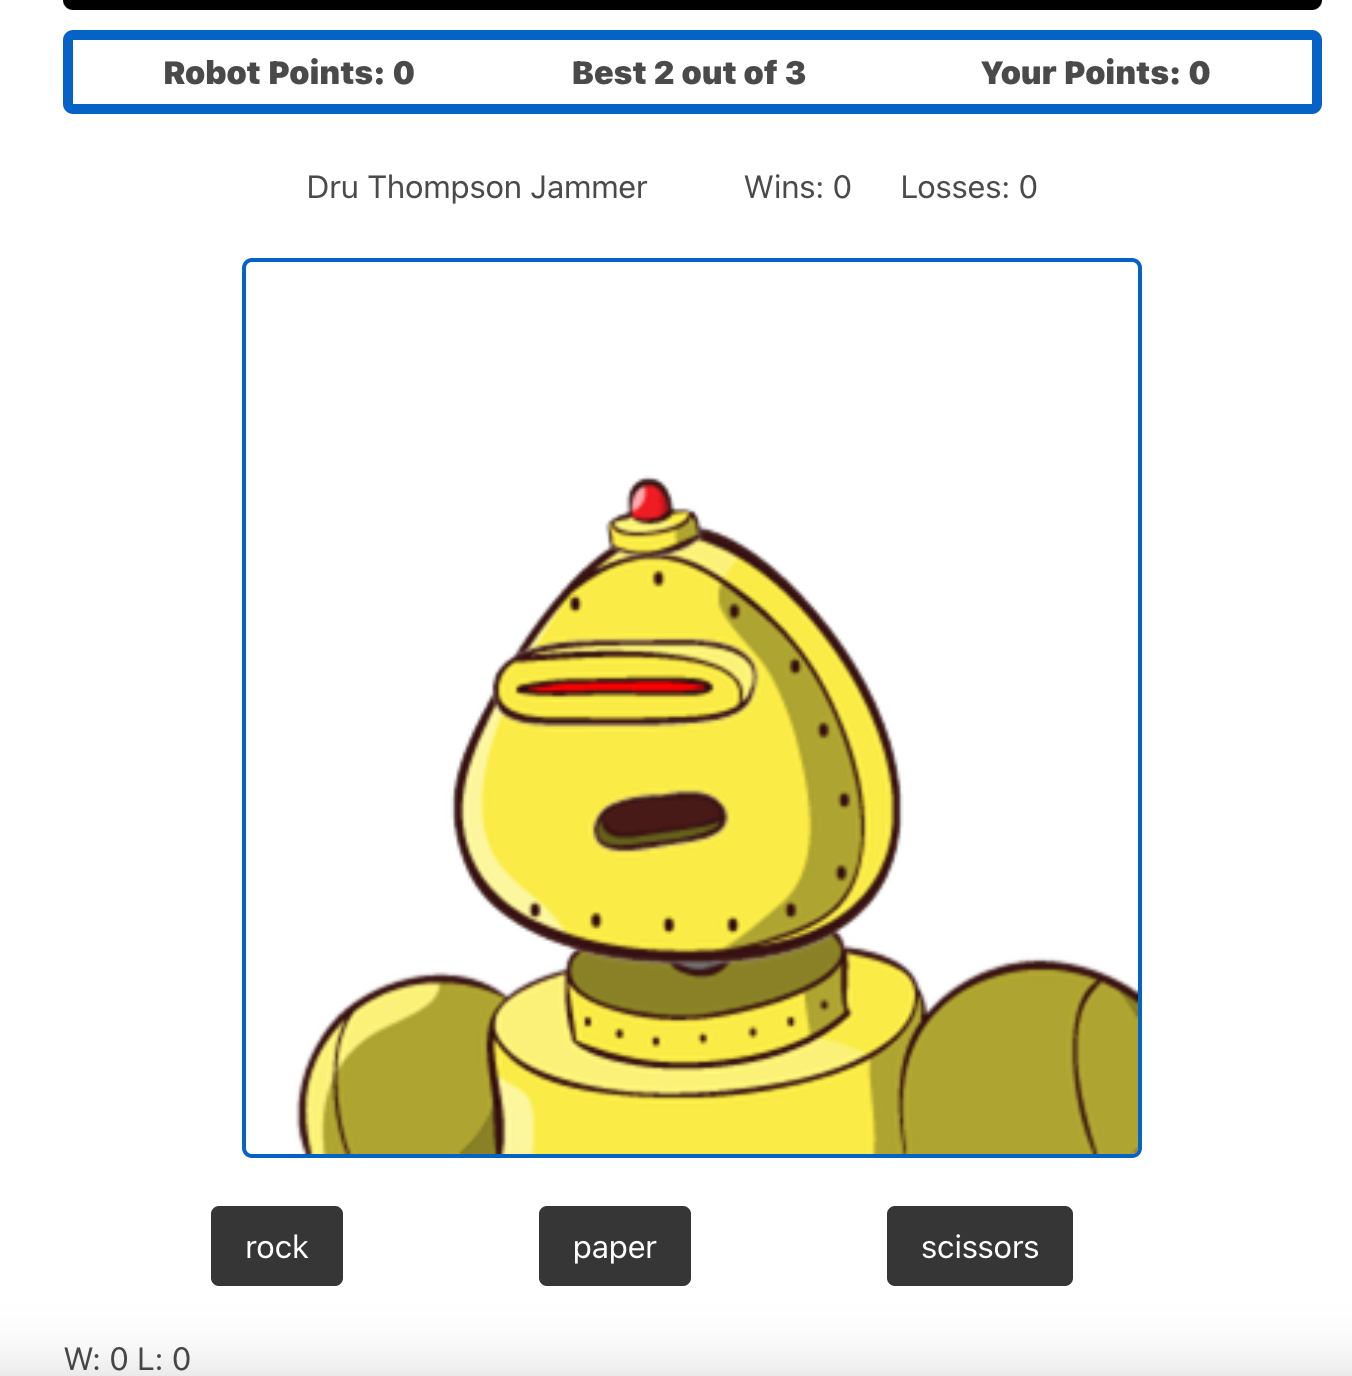 Robot Points: 0 Best 2 out of 3 Your Points: 0
Dru Thompson Jammer Wins: 0 Losses: 0
rock paper scissors
W: 0 L: 0